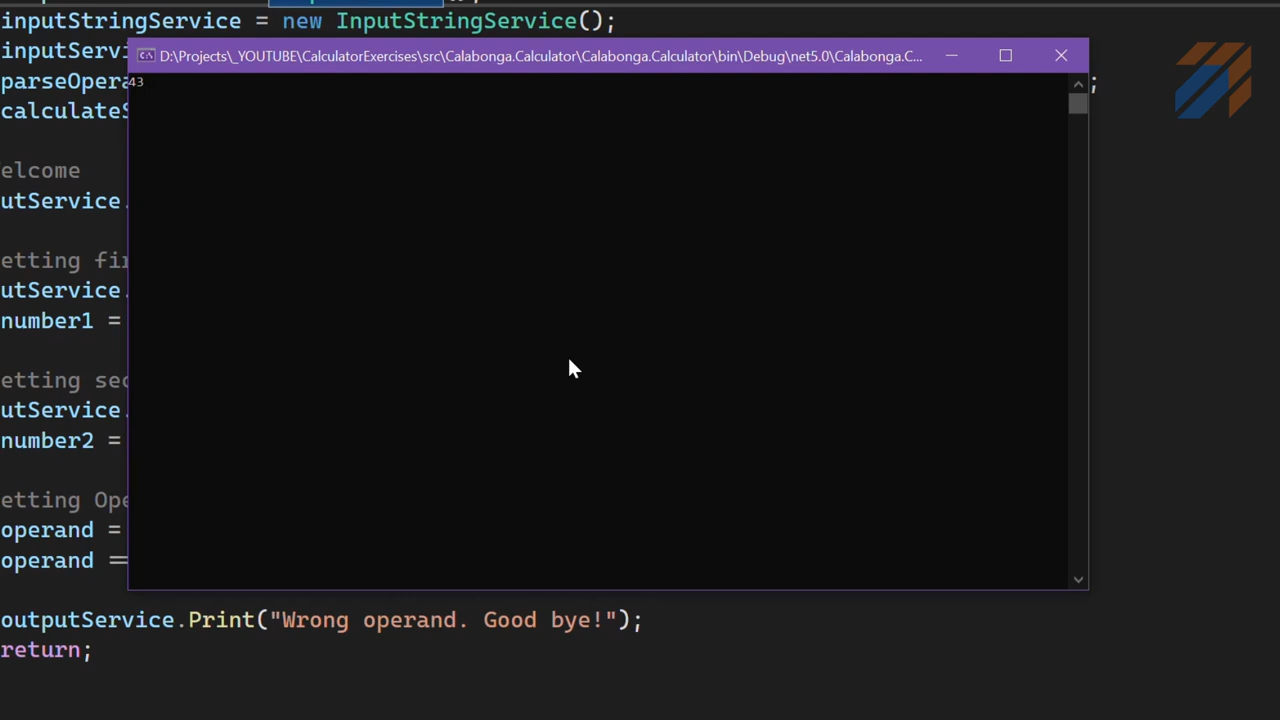 inputStringService = new InputStringService();
inputServi
D:\Projects\_YOUTUBE\CalculatorExercises\src\Calabonga.Calculator\Calabonga.Calculator\bin\Debug\net5.0\Calabonga.C...
parseOpera
;
43
calculateS
elcome
utService.
etting fir
utService.
number1 =
etting sec
utService.
number2 =
etting Ope
operand =
operand ==
outputService.Print("Wrong operand. Good bye!");
return;